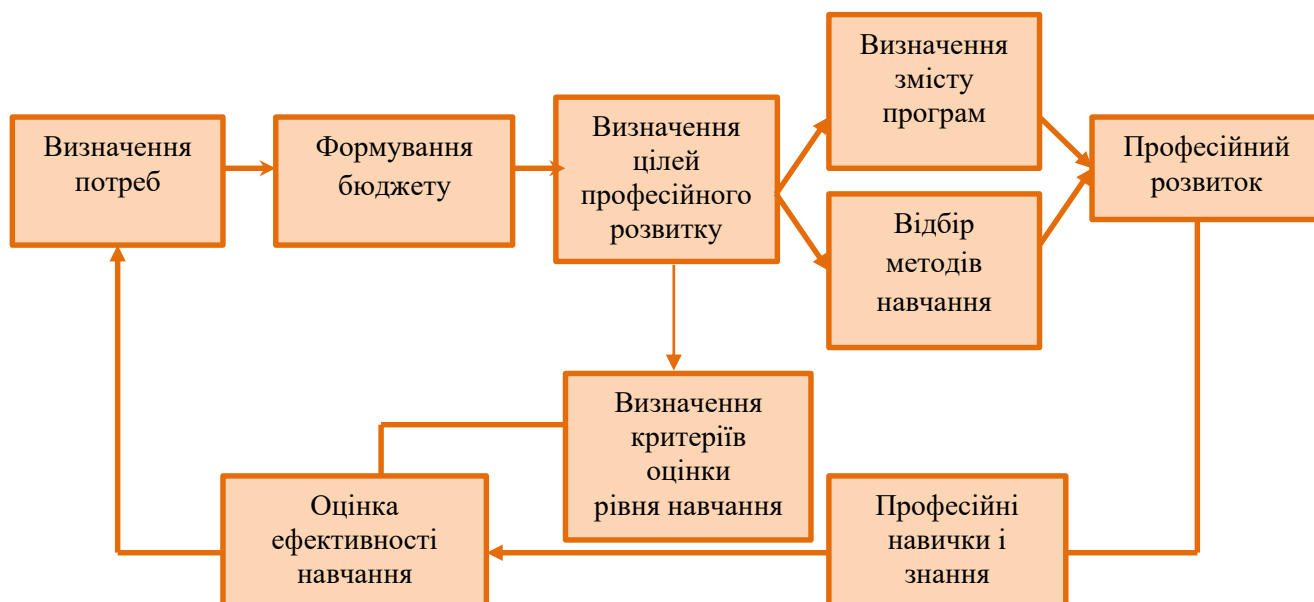 Визначення
потреб
Формування
бюджету
Визначення
цілей
професійного
розвитку
Визначення
змісту
програм
Відбір
методів
навчання
Професійний
розвиток
Визначення
критеріїв
оцінки
рівня навчання
Оцінка
ефективності
навчання
Професійні
навички і
знання